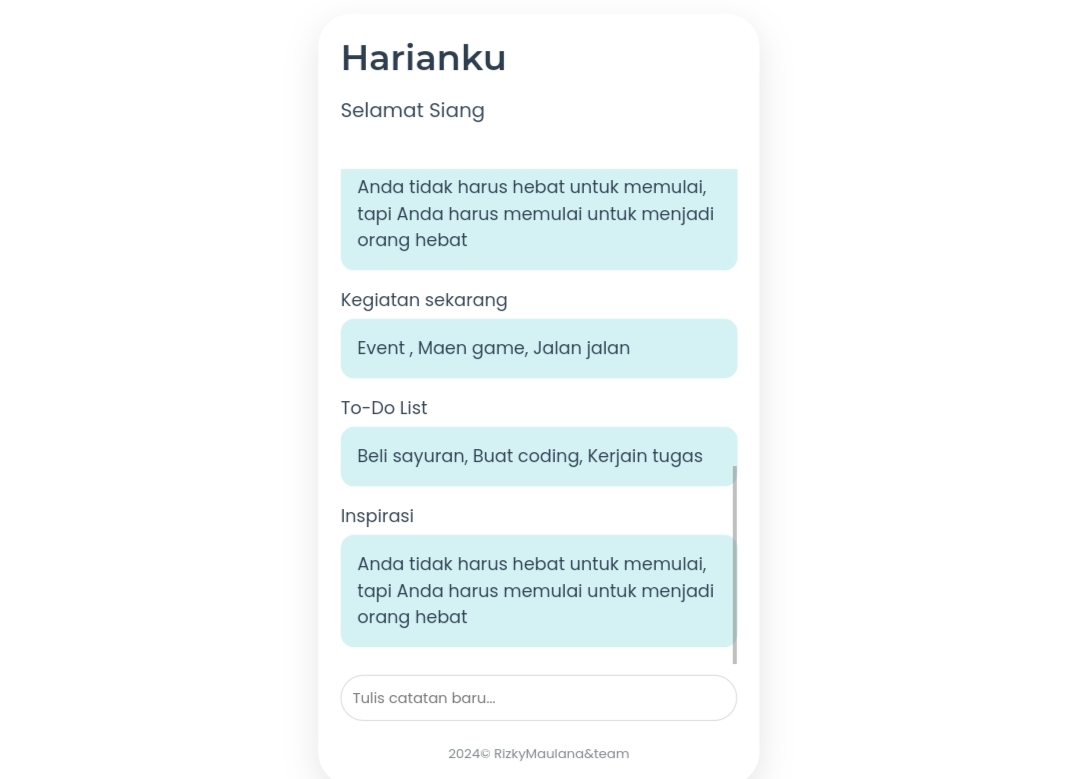 Harianku
Selamat Siang
Anda tidak harus hebat untuk memulai,
tapi Anda harus memulai untuk menjadi
orang hebat
Kegiatan sekarang
Event , Maen game, Jalan jalan
To-Do List
Beli sayuran, Buat coding, Kerjain tugas
Inspirasi
Anda tidak harus hebat untuk memulai,
tapi Anda harus memulai untuk menjadi
orang hebat
Tulis catatan baru...
2024© RizkyMaulana&team